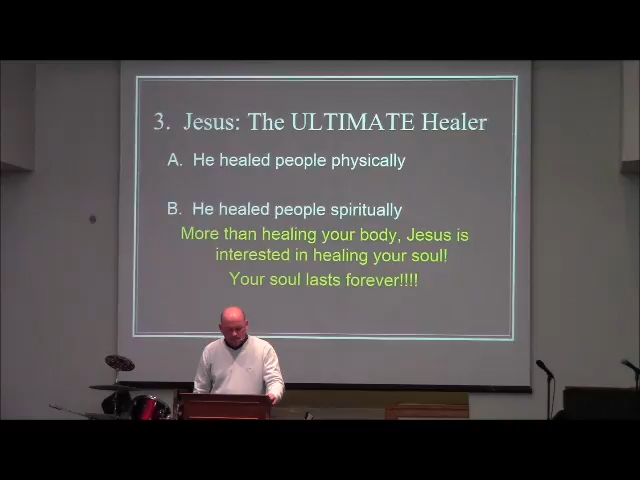 3. Jesus: The ULTIMATE Healer
A. He healed people physically
B. He healed people spiritually
More than healing your body, Jesus is
interested in healing your soul!
Your soul lasts forever!!!!